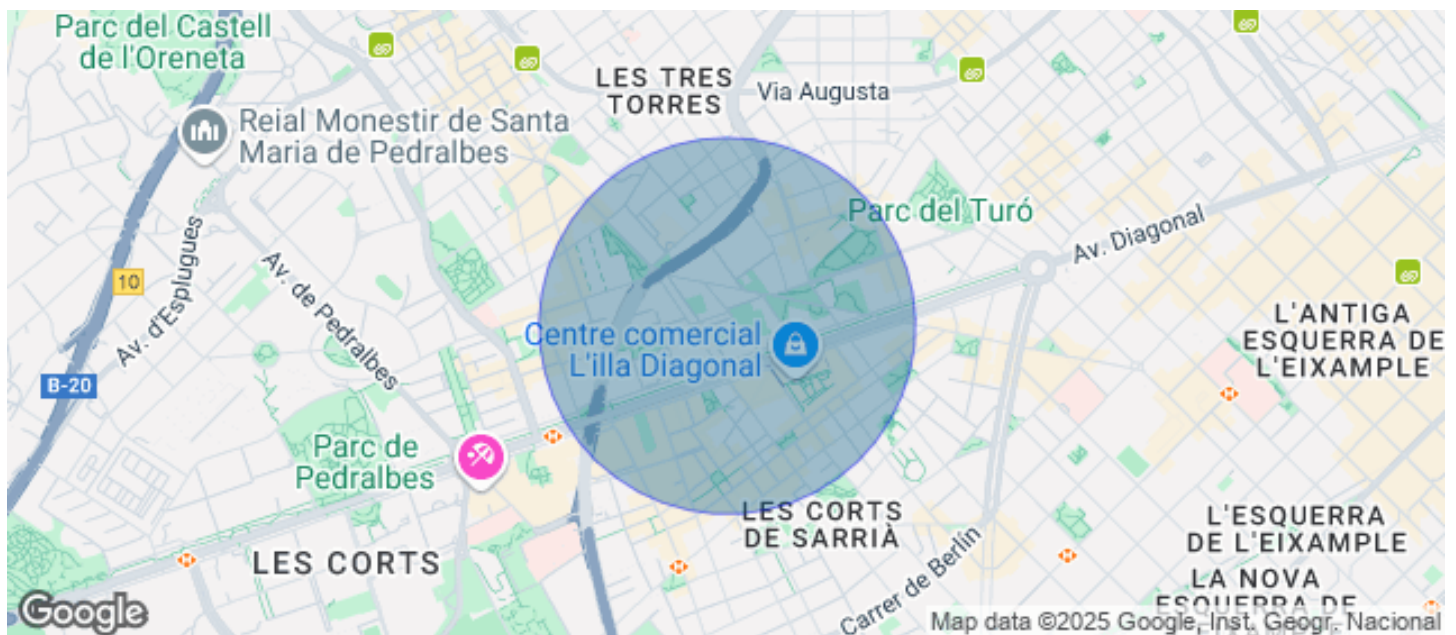 Parc del Castell
de l'Oreneta
LES TRES
TORRES
Via Augusta
Reial Monestir de Santa
Maria de Pedralbes
Parc del Turó
Av. Diagonal
Av. d'Esplugues
10
Av. de Pedralbes
B-20
Centre comercial
L'illa Diagonal
L'ANTIGA
ESQUERRA DE
L'EIXAMPLE
Parc de
Pedralbes
LES CORTS
DE SARRIÀ
LES CORTS
Carrer de Berlín
L'ESQUERRA
DE L'EIXAMPLE
LA NOVA
ESQUERRA DE
Google
Map data ©2025 Google, Inst. Geogr. Nacional